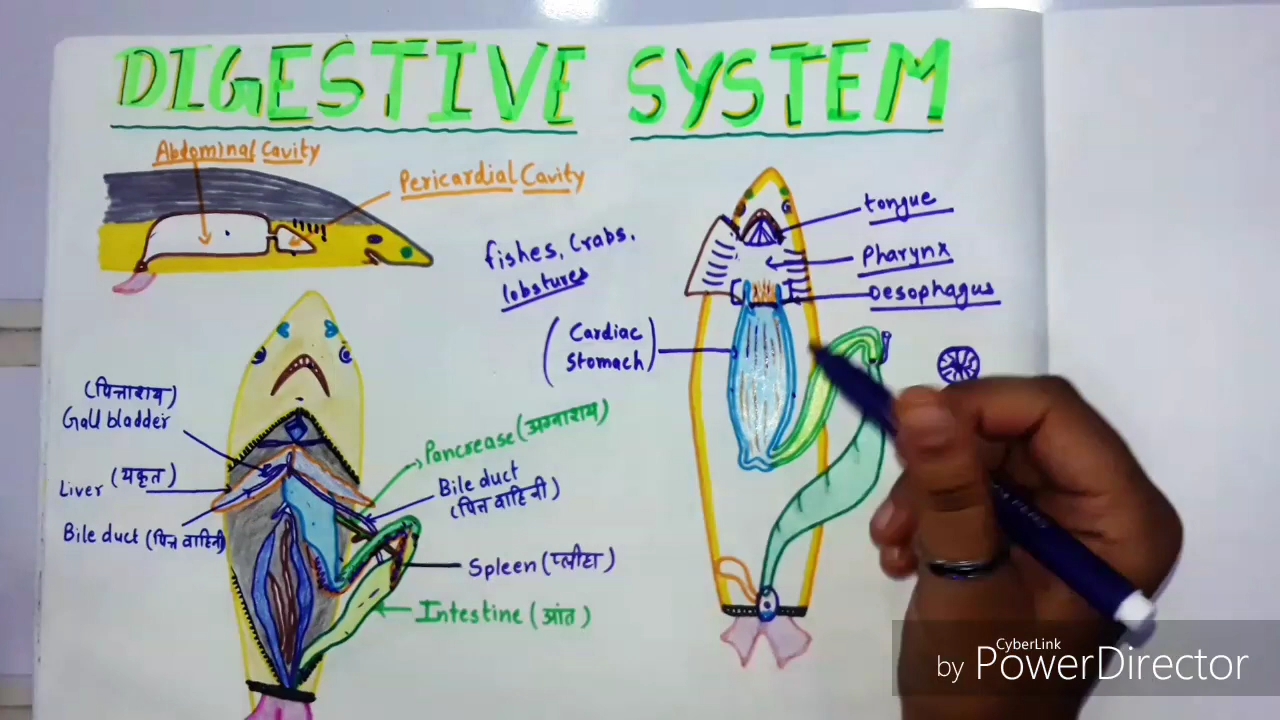 DIGESTIVE SYSTEM
Abdominal Cavity
Pericardial Cavity
fishes, Crabs,
lobstures
tongue
Pharynx
Oesophagus
(Cardiac
Stomach)
(पित्ताशय)
Gall bladder
Liver (यकृत)
Bile duct (पित्त वाहिनी)
Pancrease (अग्नाशय)
Bile duct
(पित्त वाहिनी)
Spleen (प्लीहा)
Intestine (आंत)
CyberLink
by PowerDirector